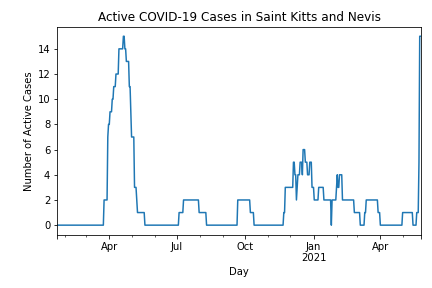 Active COVID-19 Cases in Saint Kitts and Nevis
Number of Active Cases
14
12
10
8
6
4
2
0
Apr
Jul
Oct
Jan
2021
Apr
Day